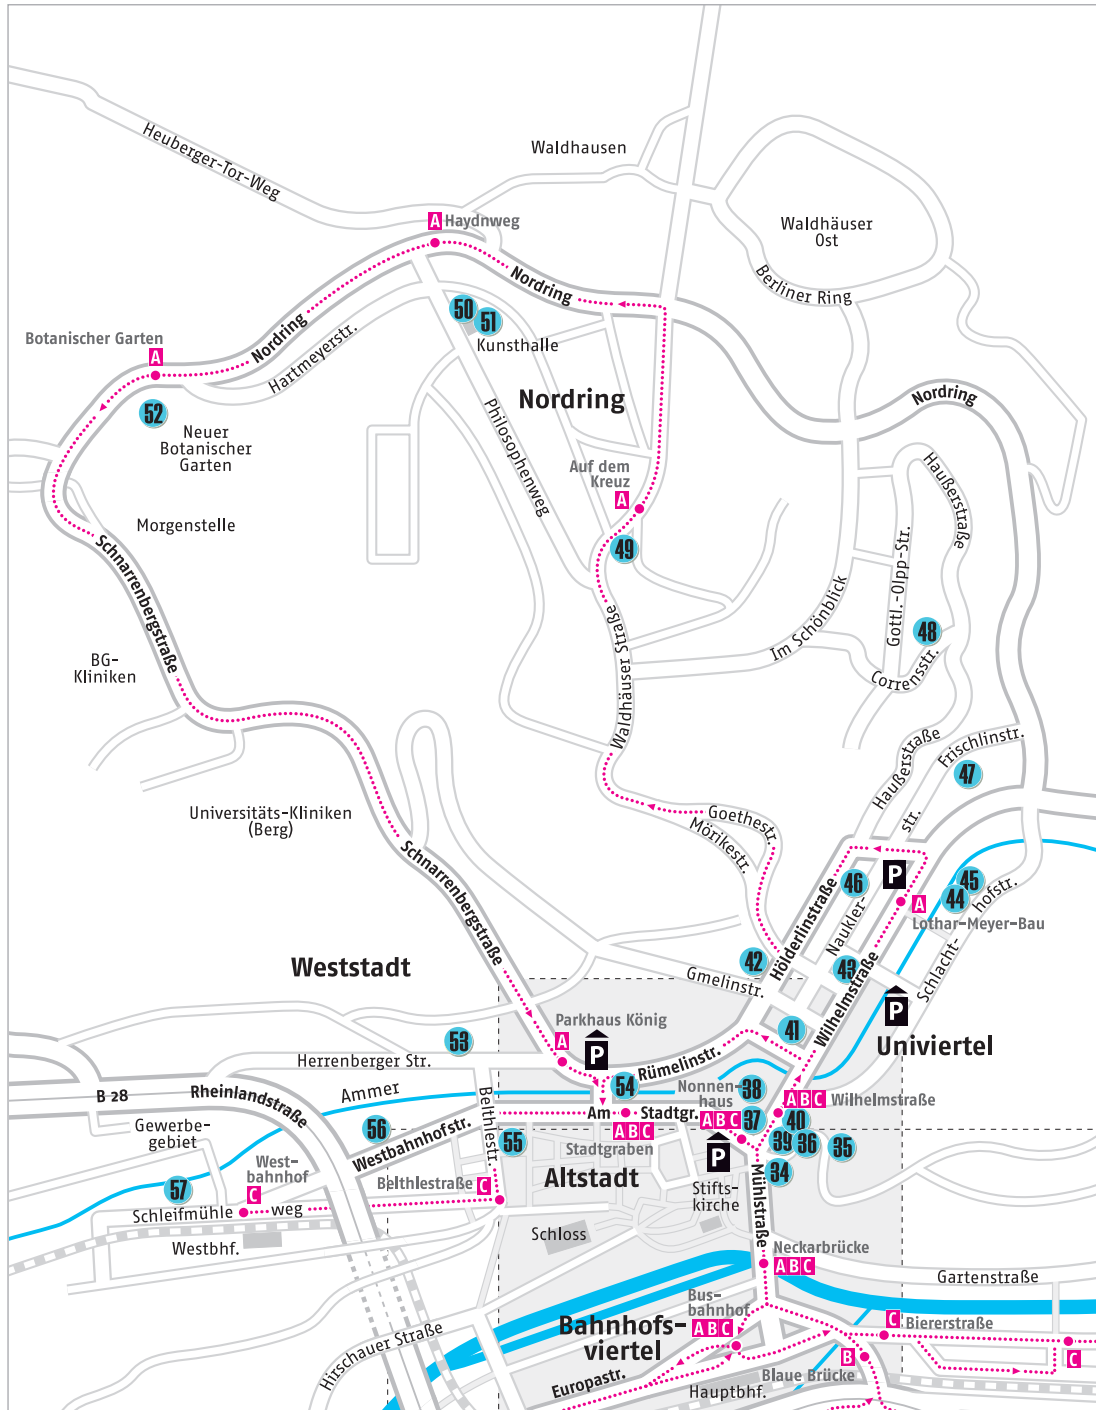 Heuberger-Tor-Weg
Waldhausen
Waldhäuser
Ost
A Haydnweg
Nordring
Berliner Ring
50
51
Kunsthalle
Botanischer Garten
A
Nordring
Hartmeyerstr.
Nordring
Nordring
52
Neuer
Botanischer
Garten
Philosophenweg
Auf dem
Kreuz
A
Haußerstraße
Morgenstelle
49
Schnarrenbergstraße
Gottl.-Olpp-Str.
Im Schönblick
48
BG-
Kliniken
Waldhäuser Straße
Corrensstr.
Haußerstraße
Frischlinstr.
47
Universitäts-Kliniken
(Berg)
Goethestr.
Mörikestr.
str.
Schnarrenbergstraße
P
46
45
44
hofstr.
A
Lothar-Meyer-Bau
Hölderlinstraße
Naukler-
Weststadt
42
Gmelinstr.
43
Schlacht-
Wilhelmstraße
P
Parkhaus König
A
P
41
Univiertel
53
Herrenberger Str.
Rümelinstr.
B 28
Rheinlandstraße
Ammer
54
Nonnen-
haus
38
Am Stadtgr.
A B C
37
A B C Wilhelmstraße
40
Gewerbe-
gebiet
56
Westbahnhofstr.
Belthlestr.
55
A B C
Stadtgraben
P
39
36
35
34
57
West-
bahnhof
C
Belthlestraße C
Altstadt
Stifts-
kirche
Mühlstraße
Schleifmühle
weg
Westbhf.
Schloss
Neckarbrücke
A B C
Gartenstraße
Bus-
bahnhof
A B C
Bahnhofs-
viertel
C Biererstraße
C
Hirschauer Straße
B
Blaue Brücke
Europastr.
Hauptbhf.